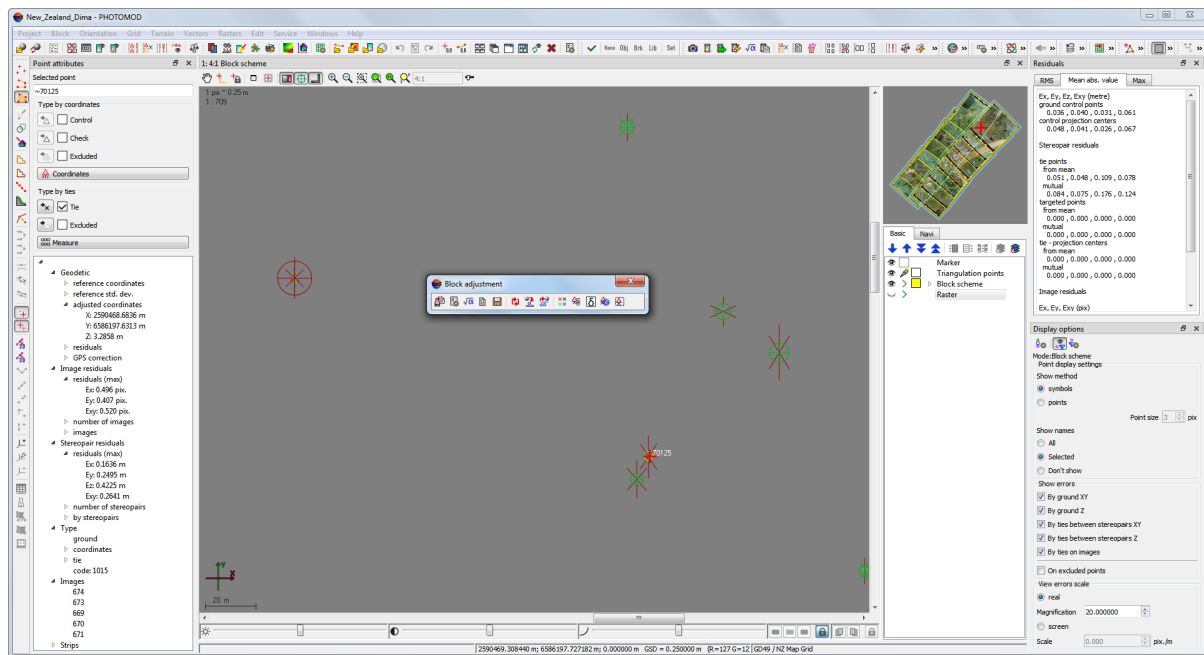 New_Zealand_Dima - PHOTOMOD
Project Block Orientation Grid Terrain Vectors Rasters Edit Service Windows Help
None Obj Brk Lib Set
Point attributes
Selected point
~70125
Type by coordinates
Control
Check
Excluded
Coordinates
Type by ties
Tie
Excluded
Measure
Geodetic
reference coordinates
reference std. dev.
adjusted coordinates
X: 2590468.6836 m
Y: 6586197.6313 m
Z: 3.2858 m
residuals
GPS correction
Image residuals
residuals (max)
Ex: 0.496 pix.
Ey: 0.407 pix.
Exy: 0.520 pix.
number of images
images
Stereopair residuals
residuals (max)
Ex: 0.1636 m
Ey: 0.2495 m
Ez: 0.4225 m
Exy: 0.2641 m
number of stereopairs
by stereopairs
Type
ground
coordinates
tie
code: 1015
Images
674
673
669
670
671
Strips
1: 4:1 Block scheme
4:1
1 pix ~ 0.25 m
1 : 709
Block adjustment
70125
Y
X
20. m
2590469.308440 m; 6586197.727182 m; 0.000000 m GSD = 0.250000 m (R=127 G=12 GD49 / NZ Map Grid
Basic Navi
Marker
Triangulation points
Block scheme
Raster
Residuals
RMS Mean abs. value Max
Ex, Ey, Ez, Exy (metre)
ground control points
0.036 , 0.040 , 0.031 , 0.061
control projection centers
0.048 , 0.041 , 0.026 , 0.067
Stereopair residuals
tie points
from mean
0.051 , 0.048 , 0.109 , 0.078
mutual
0.084 , 0.075 , 0.176 , 0.124
targeted points
from mean
0.000 , 0.000 , 0.000 , 0.000
mutual
0.000 , 0.000 , 0.000 , 0.000
tie - projection centers
from mean
0.000 , 0.000 , 0.000 , 0.000
mutual
0.000 , 0.000 , 0.000 , 0.000
Image residuals
Ex, Ey, Exy (pix)
Display options
Mode:Block scheme
Point display settings
Show method
symbols
points
Point size 3 pix
Show names
All
Selected
Don't show
Show errors
By ground XY
By ground Z
By ties between stereopairs XY
By ties between stereopairs Z
By ties on images
On excluded points
View errors scale
real
Magnification 20.000000
screen
Scale 0.000 pix./m